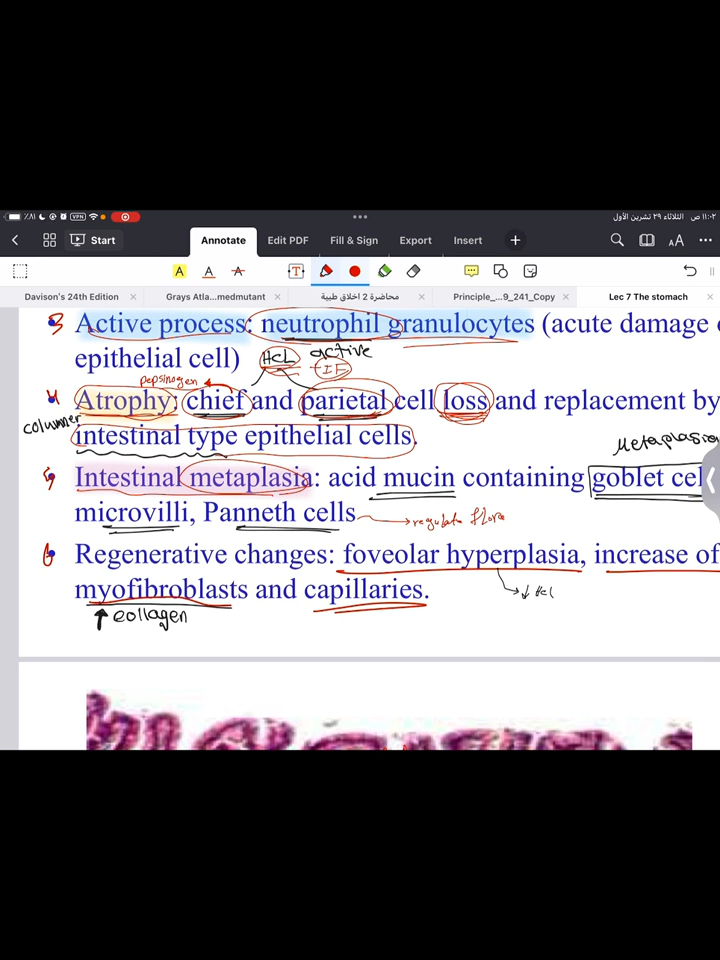 ٪٨١ VPN
١١:٠٢ ص الثلاثاء ٢٩ تشرين الأول
Start Annotate Edit PDF Fill & Sign Export Insert
Davison's 24th Edition Grays Atla...medmutant محاضرة 2 اخلاق طبية Principle_...9_241_Copy Lec 7 The stomach
3 Active process: neutrophil granulocytes (acute damage o
epithelial cell) HCL active
pepsinogen IF
4 Atrophy: chief and parietal cell loss and replacement by
columner
intestinal type epithelial cells.
Metaplasia
5 Intestinal metaplasia: acid mucin containing goblet cel
microvilli, Panneth cells → regulate flora
6 Regenerative changes: foveolar hyperplasia, increase of
myofibroblasts and capillaries. ↓ Hcl
↑ collagen